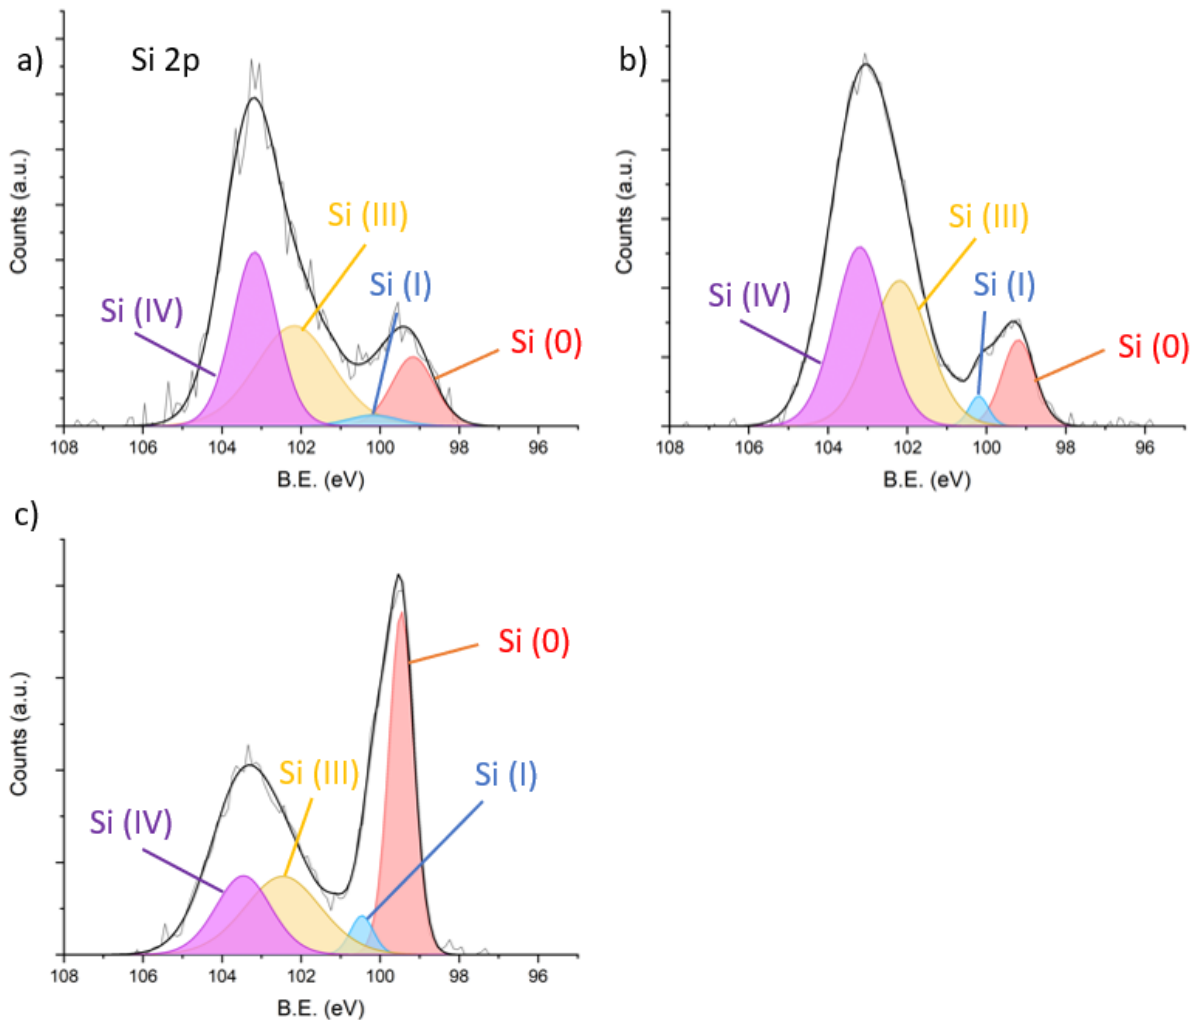 a)
Si 2p
Counts (a.u.)
Si (IV)
Si (III)
Si (I)
Si (0)
108 106 104 102 100 98 96
B.E. (eV)
b)
Counts (a.u.)
Si (IV)
Si (III)
Si (I)
Si (0)
108 106 104 102 100 98 96
B.E. (eV)
c)
Counts (a.u.)
Si (IV)
Si (III)
Si (I)
Si (0)
108 106 104 102 100 98 96
B.E. (eV)